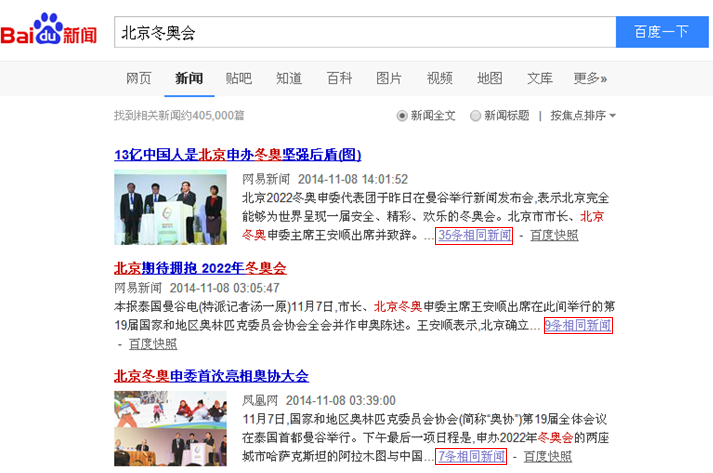 Bai du 新闻
北京冬奥会
百度一下
网页 新闻 贴吧 知道 百科 图片 视频 地图 文库 更多»
找到相关新闻约405,000篇 新闻全文 新闻标题 | 按焦点排序
13亿中国人是北京申办冬奥坚强后盾(图)
网易新闻 2014-11-08 14:01:52
北京2022冬奥申委代表团于昨日在曼谷举行新闻发布会,表示北京完全
能够为世界呈现一届安全、精彩、欢乐的冬奥会。北京市市长、北京
冬奥申委主席王安顺出席并致辞。...35条相同新闻 - 百度快照
北京期待拥抱 2022年冬奥会
网易新闻 2014-11-08 03:05:47
本报泰国曼谷电(特派记者汤一原)11月7日,市长、北京冬奥申委主席王安顺出席在此间举行的第
19届国家和地区奥林匹克委员会协会全会并作申奥陈述。王安顺表示,北京确立... 9条相同新闻
- 百度快照
北京冬奥申委首次亮相奥协大会
凤凰网 2014-11-08 03:39:00
11月7日,国家和地区奥林匹克委员会协会(简称“奥协”)第19届全体会议
在泰国首都曼谷举行。下午最后一项日程是,申办2022年冬奥会的两座
城市哈萨克斯坦的阿拉木图与中国... 7条相同新闻 - 百度快照